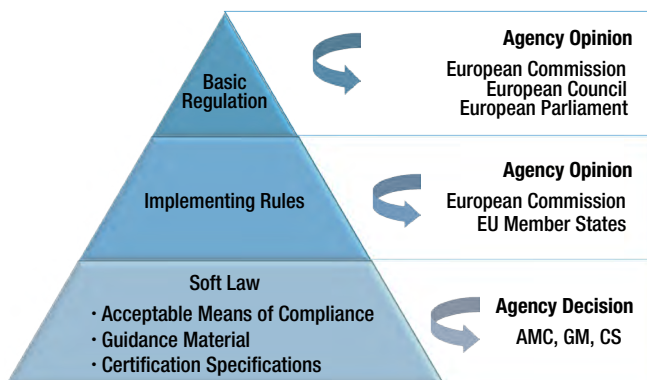 Basic
Regulation
Agency Opinion
European Commission
European Council
European Parliament
Implementing Rules
Agency Opinion
European Commission
EU Member States
Soft Law
· Acceptable Means of Compliance
· Guidance Material
· Certification Specifications
Agency Decision
AMC, GM, CS